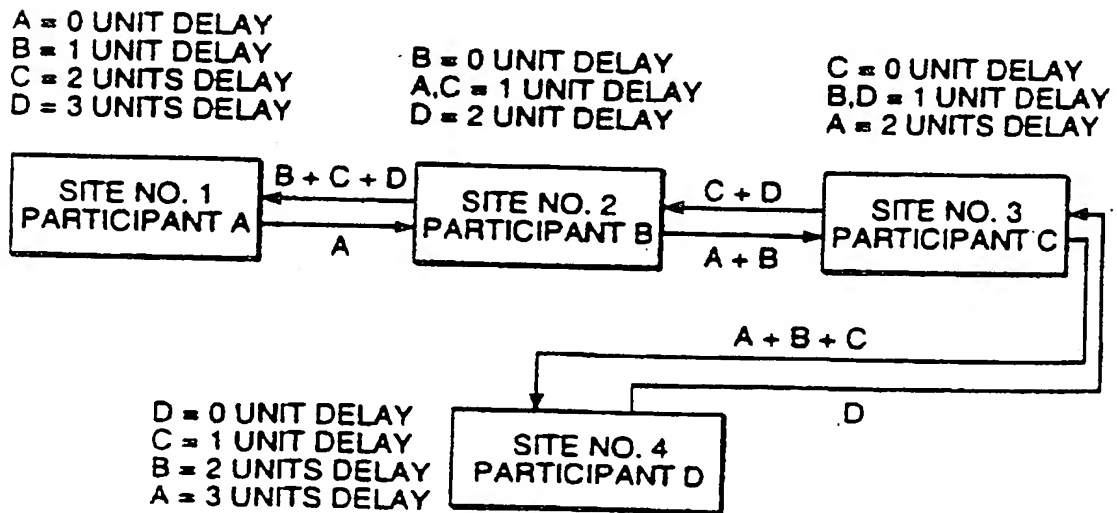 A = 0 UNIT DELAY
B = 1 UNIT DELAY
C = 2 UNITS DELAY
D = 3 UNITS DELAY
B = 0 UNIT DELAY
A,C = 1 UNIT DELAY
D = 2 UNIT DELAY
C = 0 UNIT DELAY
B,D = 1 UNIT DELAY
A = 2 UNITS DELAY
SITE NO. 1
PARTICIPANT A
B + C + D
A
SITE NO. 2
PARTICIPANT B
C + D
A + B
SITE NO. 3
PARTICIPANT C
A + B + C
D
D = 0 UNIT DELAY
C = 1 UNIT DELAY
B = 2 UNITS DELAY
A = 3 UNITS DELAY
SITE NO. 4
PARTICIPANT D